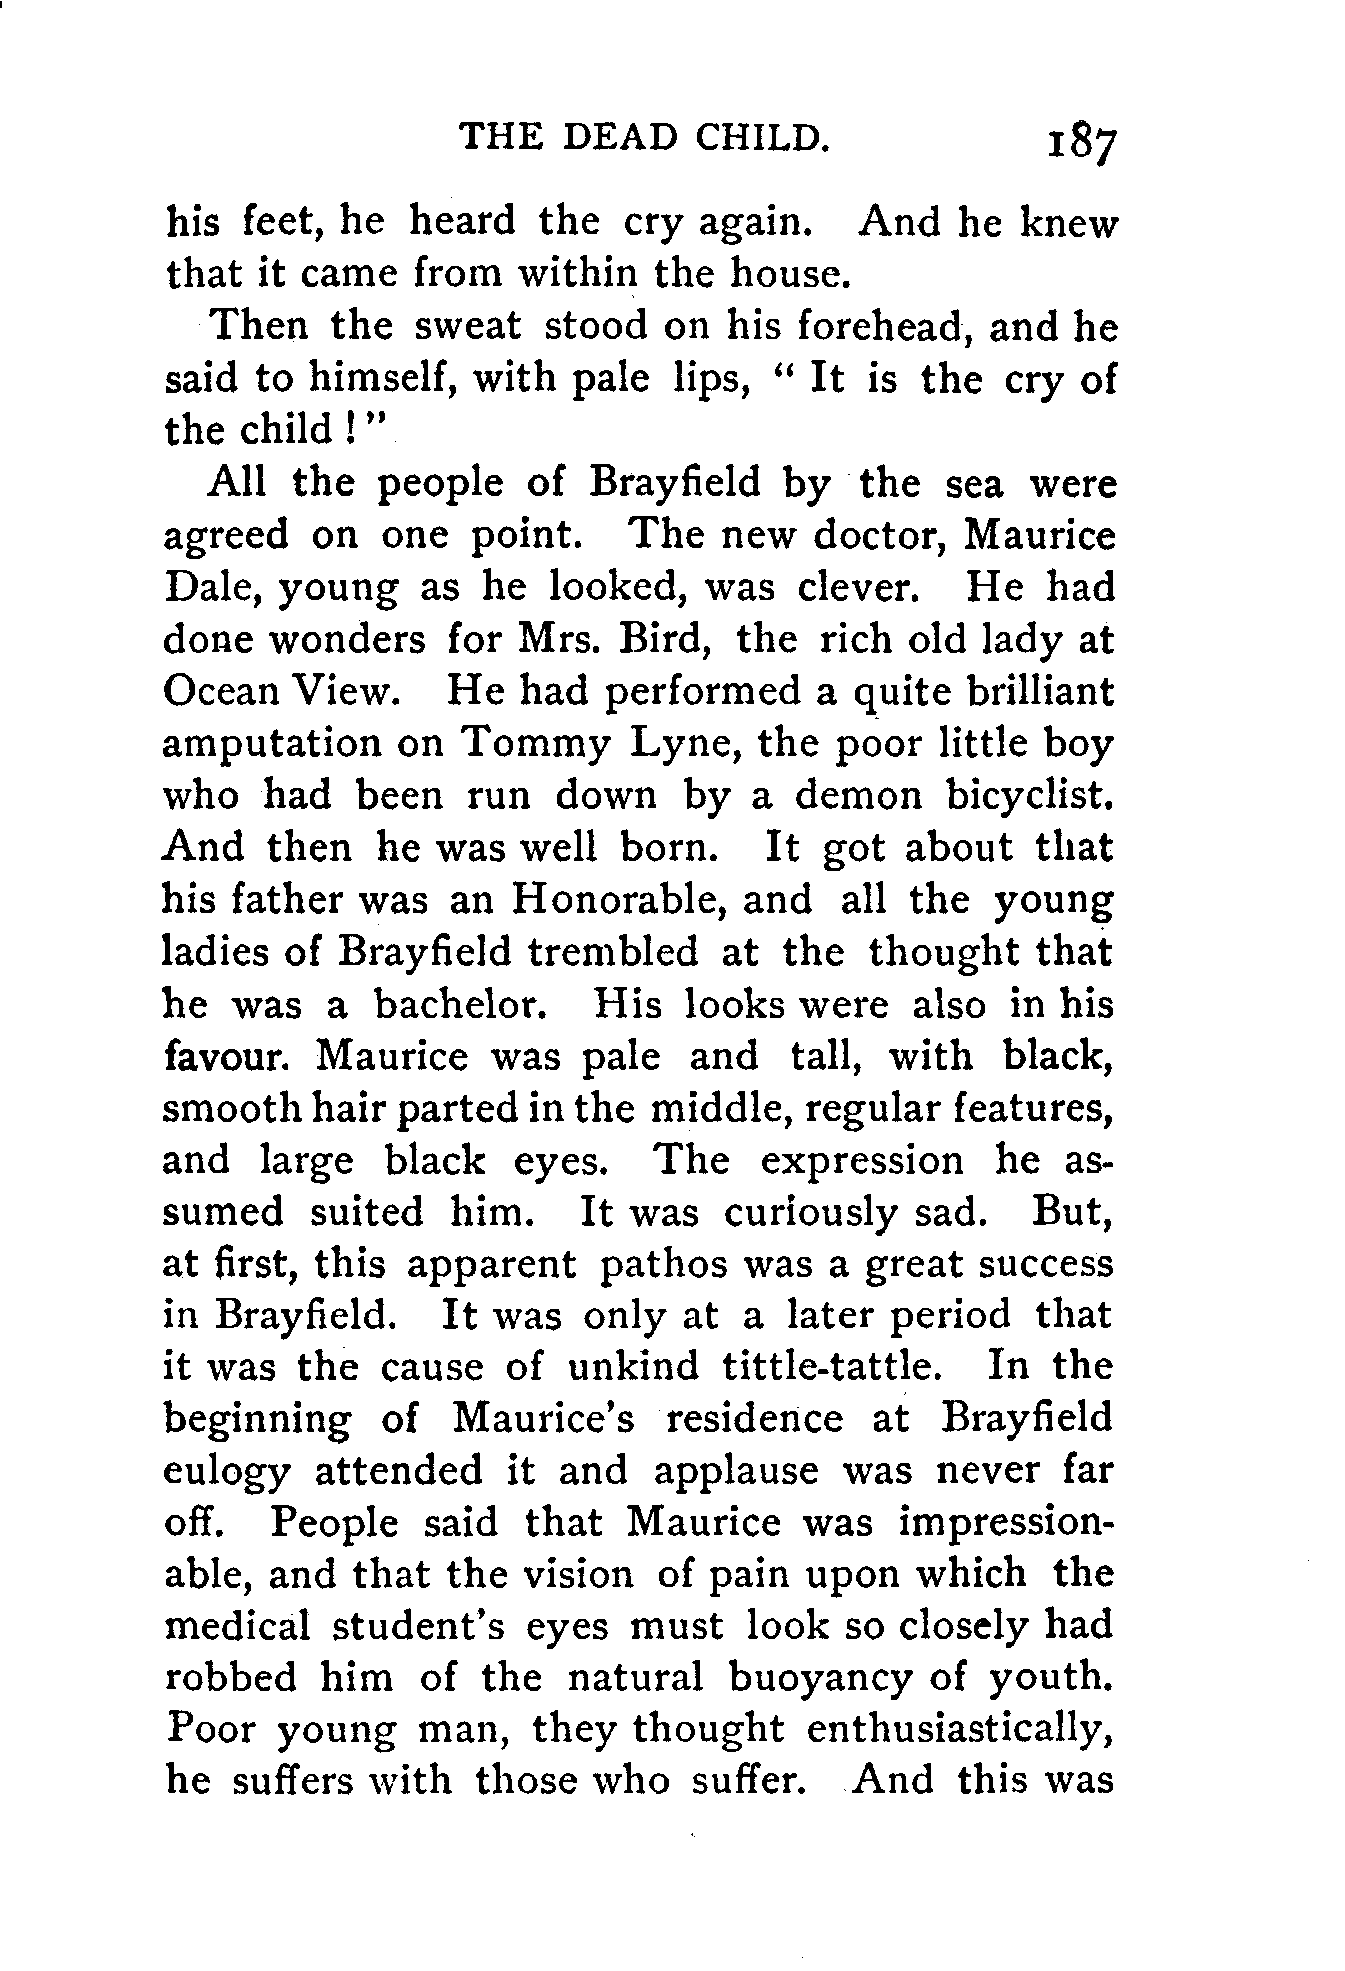 THE DEAD CHILD. 187
his feet, he heard the cry again. And he knew
that it came from within the house.
Then the sweat stood on his forehead, and he
said to himself, with pale lips, “ It is the cry of
the child ! ”
All the people of Brayfield by the sea were
agreed on one point. The new doctor, Maurice
Dale, young as he looked, was clever. He had
done wonders for Mrs. Bird, the rich old lady at
Ocean View. He had performed a quite brilliant
amputation on Tommy Lyne, the poor little boy
who had been run down by a demon bicyclist.
And then he was well born. It got about that
his father was an Honorable, and all the young
ladies of Brayfield trembled at the thought that
he was a bachelor. His looks were also in his
favour. Maurice was pale and tall, with black,
smooth hair parted in the middle, regular features,
and large black eyes. The expression he as-
sumed suited him. It was curiously sad. But,
at first, this apparent pathos was a great success
in Brayfield. It was only at a later period that
it was the cause of unkind tittle-tattle. In the
beginning of Maurice's residence at Brayfield
eulogy attended it and applause was never far
off. People said that Maurice was impression-
able, and that the vision of pain upon which the
medical student's eyes must look so closely had
robbed him of the natural buoyancy of youth.
Poor young man, they thought enthusiastically,
he suffers with those who suffer. And this was